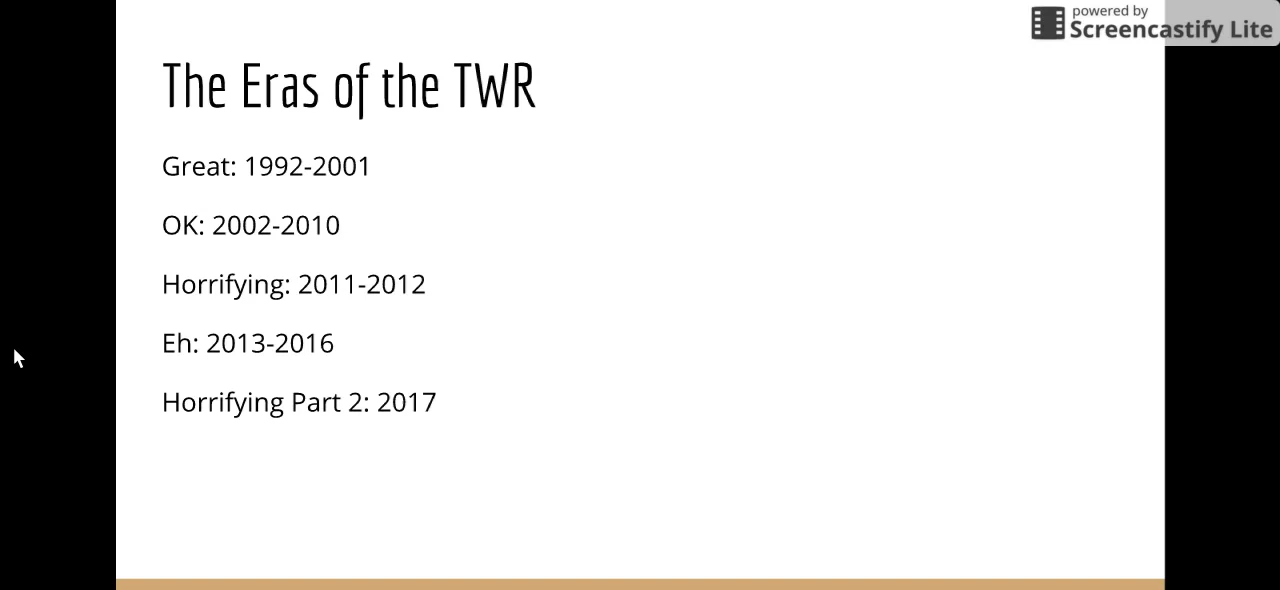 powered by
Screencastify Lite
The Eras of the TWR
Great: 1992-2001
OK: 2002-2010
Horrifying: 2011-2012
Eh: 2013-2016
Horrifying Part 2: 2017